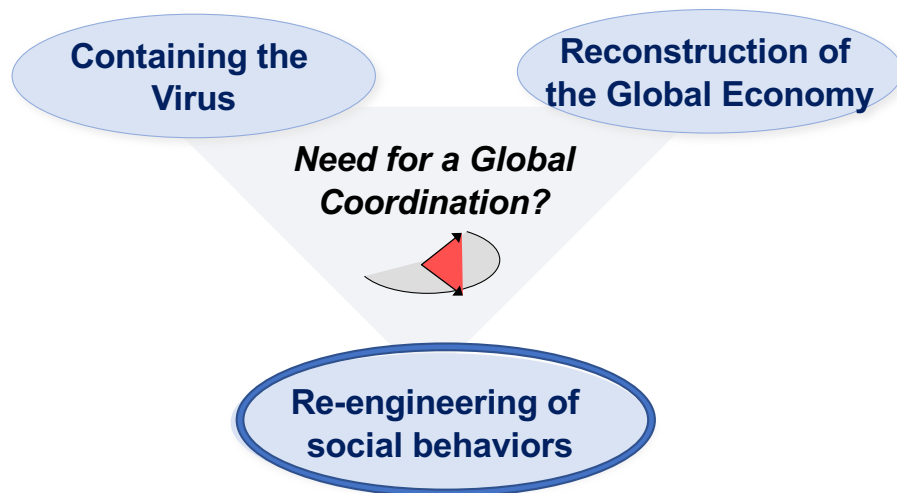 Containing the
Virus
Reconstruction of
the Global Economy
Need for a Global
Coordination?
Re-engineering of
social behaviors